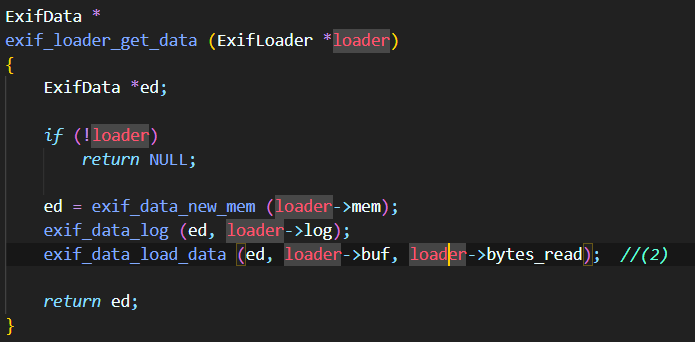 ExifData *
exif_loader_get_data (ExifLoader *loader)
{
    ExifData *ed;

    if (!loader)
        return NULL;

    ed = exif_data_new_mem (loader->mem);
    exif_data_log (ed, loader->log);
    exif_data_load_data (ed, loader->buf, loader->bytes_read);  //(2)

    return ed;
}